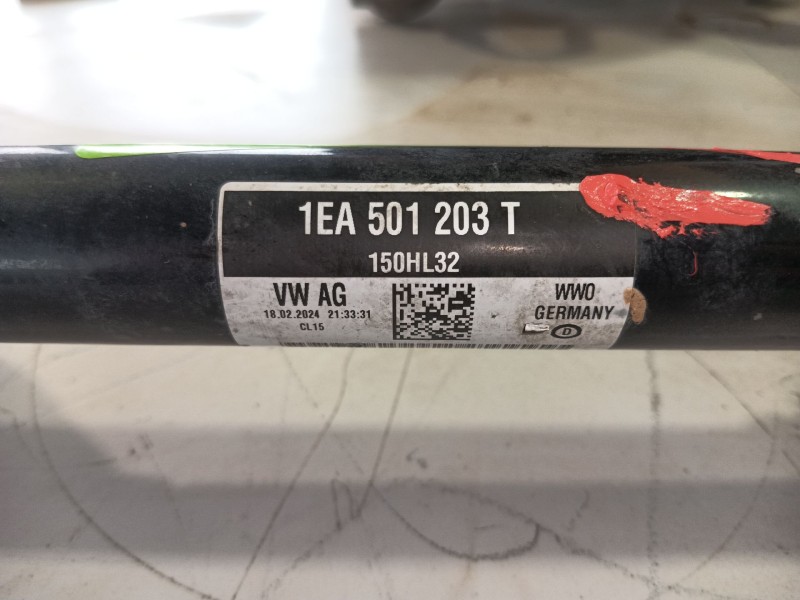 1EA 501 203 T
150HL32
VW AG
18.02.2024 21:33:31
CL15
WWO
GERMANY
D